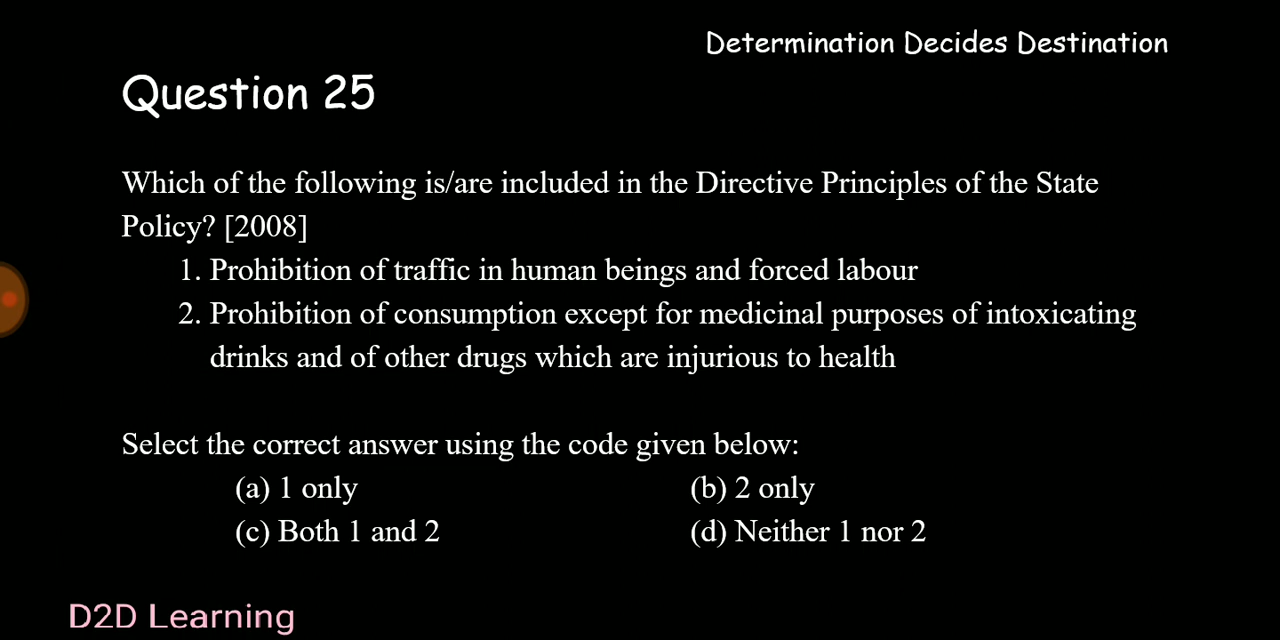 Determination Decides Destination
Question 25
Which of the following is/are included in the Directive Principles of the State
Policy? [2008]
1. Prohibition of traffic in human beings and forced labour
2. Prohibition of consumption except for medicinal purposes of intoxicating
drinks and of other drugs which are injurious to health
Select the correct answer using the code given below:
(a) 1 only (b) 2 only
(c) Both 1 and 2 (d) Neither 1 nor 2
D2D Learning